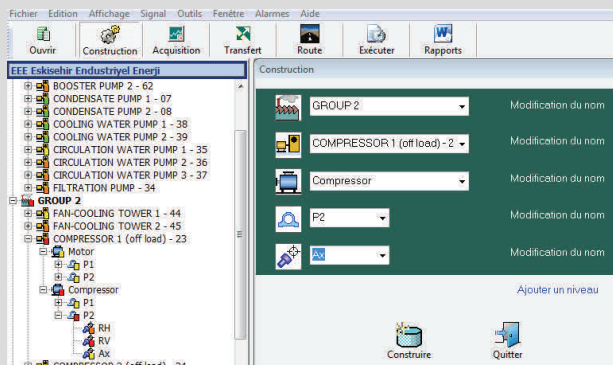 Fichier Edition Affichage Signal Outils Fenêtre Alarmes Aide
Ouvrir Construction Acquisition Transfert Route Exécuter Rapports
EEE Eskisehir Endustriyel Enerji
BOOSTER PUMP 2 - 62
CONDENSATE PUMP 1 - 07
CONDENSATE PUMP 2 - 08
COOLING WATER PUMP 1 - 38
COOLING WATER PUMP 2 - 39
CIRCULATION WATER PUMP 1 - 35
CIRCULATION WATER PUMP 2 - 36
CIRCULATION WATER PUMP 3 - 37
FILTRATION PUMP - 34
GROUP 2
FAN-COOLING TOWER 1 - 44
FAN-COOLING TOWER 2 - 45
COMPRESSOR 1 (off load) - 23
Motor
P1
P2
Compressor
P1
P2
RH
RV
Ax
COMPRESSOR 2 (off load) - 24
Construction
GROUP 2 Modification du nom
COMPRESSOR 1 (off load) - 2 Modification du nom
Compressor Modification du nom
P2 Modification du nom
Ax Modification du nom
Ajouter un niveau
Construire Quitter